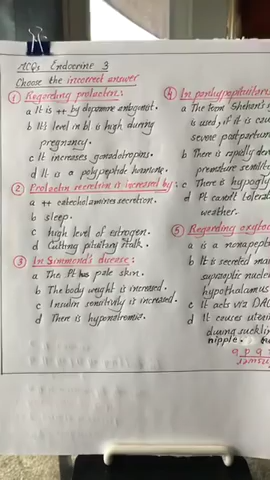 MCQs Endocrine 3
Choose the incorrect answer
① Regarding prolactin:
a It is ++ by dopamine antagonist.
b It's level in bl is high during
pregnancy.
c It increases gonadotropins.
d It is a polypeptide hormone.
② Prolactin secretion is increased by:
a ++ catecholamines secretion.
b sleep.
c high level of estrogen.
d Cutting pituitary stalk.
③ In Simmond's disease:
a The Pt has pale skin.
b The body weight is increased.
c Insulin sensitivity is increased.
d There is hyponatremia.
④ In panhypopituitaris
a The term Shehan's
is used, if it is cau
severe postpartum
b There is rapidly dev
premature senilit
c There is hypogly
d Pt can't tolerat
weather.
⑤ Regarding oxytoc
a is a nonapept
b It is secreted ma
supraoptic nucle
hypothalamus
c It acts via DAG
d It causes uteri
during sucklin
nipple.